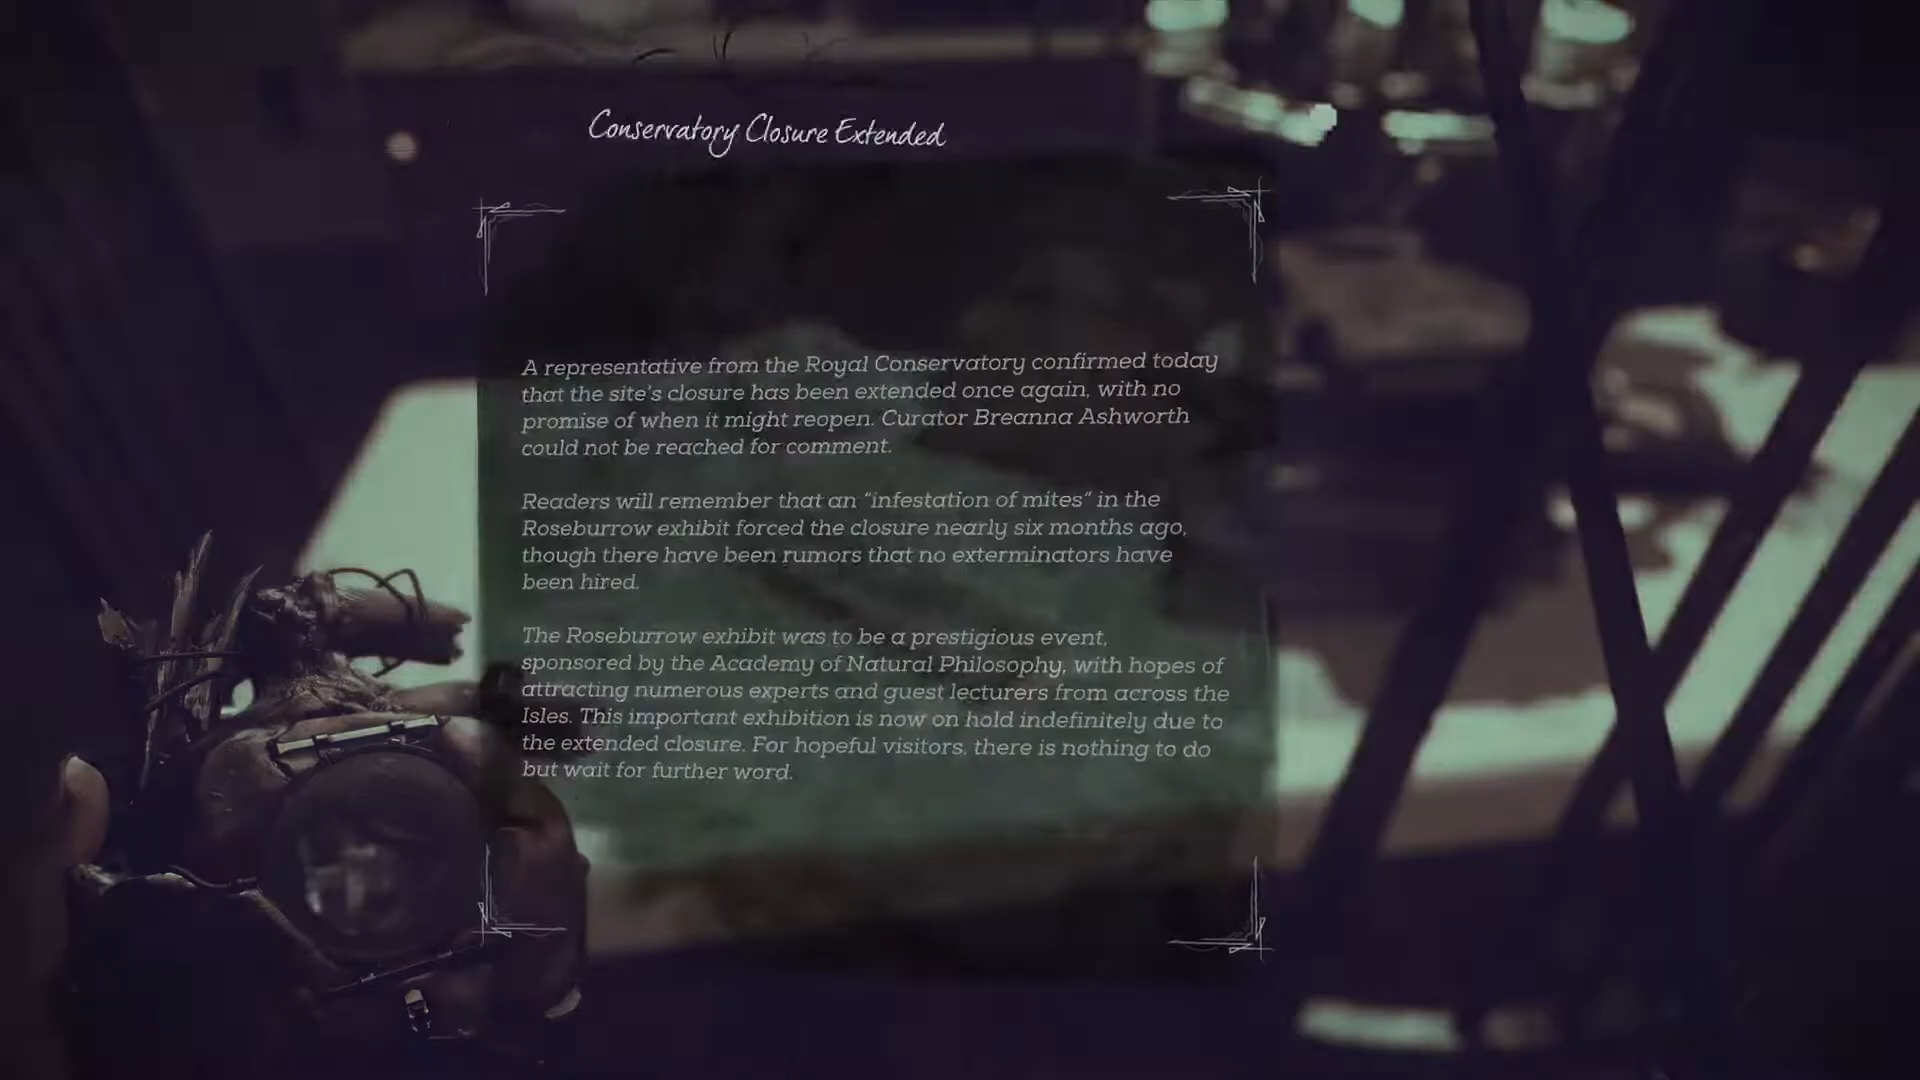 Conservatory Closure Extended
A representative from the Royal Conservatory confirmed today
that the site's closure has been extended once again, with no
promise of when it might reopen. Curator Breanna Ashworth
could not be reached for comment.
Readers will remember that an "infestation of mites" in the
Roseburrow exhibit forced the closure nearly six months ago,
though there have been rumors that no exterminators have
been hired.
The Roseburrow exhibit was to be a prestigious event,
sponsored by the Academy of Natural Philosophy, with hopes of
attracting numerous experts and guest lecturers from across the
Isles. This important exhibition is now on hold indefinitely due to
the extended closure. For hopeful visitors, there is nothing to do
but wait for further word.